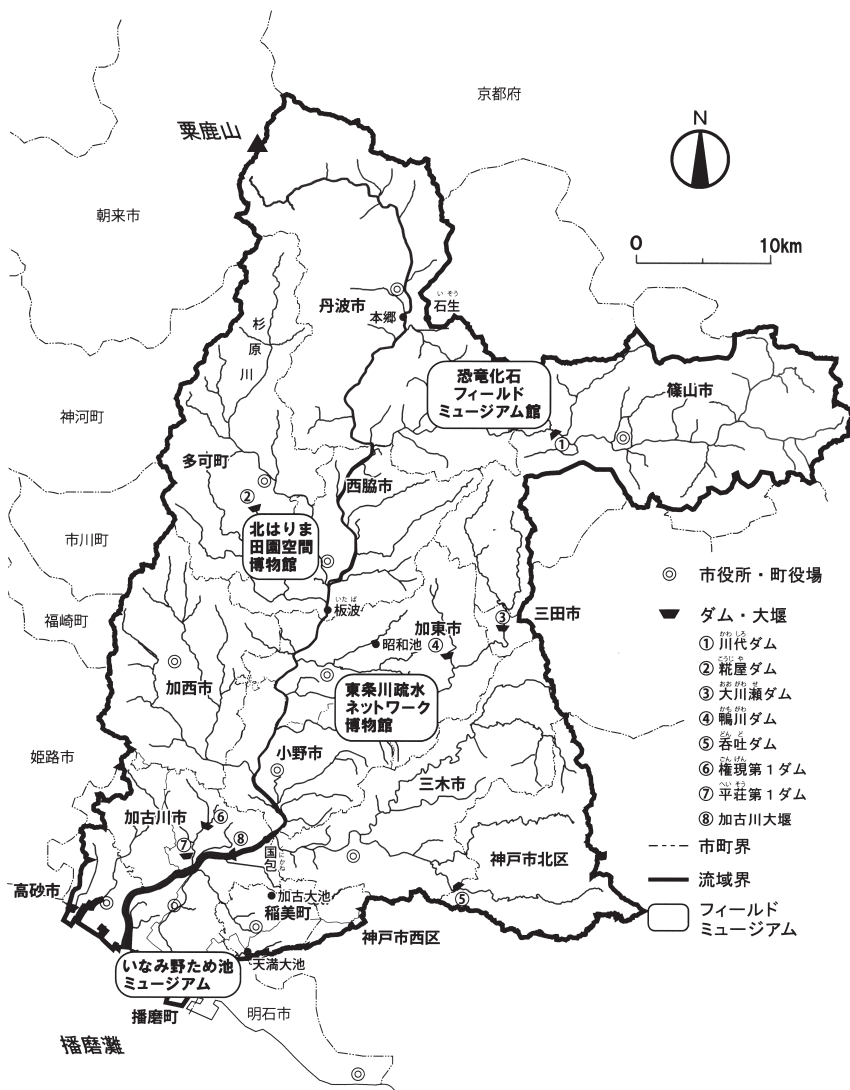 京都府
粟鹿山
N
朝来市
0 10km
いそう
石生
丹波市
本郷
杉原川
恐竜化石
フィールド
ミュージアム館
篠山市
①
神河町
多可町
②
西脇市
北はりま
田園空間
博物館
市川町
市役所・町役場
福崎町
いたば
板波
ダム・大堰
加東市
③
三田市
昭和池
④
かわしろ
①川代ダム
こうじや
②糀屋ダム
おおかわせ
③大川瀬ダム
かもがわ
④鴨川ダム
どんど
⑤呑吐ダム
ごんげん
⑥権現第1ダム
へいそう
⑦平荘第1ダム
⑧加古川大堰
加西市
東条川疏水
ネットワーク
博物館
姫路市
小野市
三木市
加古川市
⑥
⑦
⑧
国包
市町界
神戸市北区
流域界
高砂市
加古大池
⑤
稲美町
フィールド
ミュージアム
神戸市西区
天満大池
いなみ野ため池
ミュージアム
播磨町
明石市
播磨灘